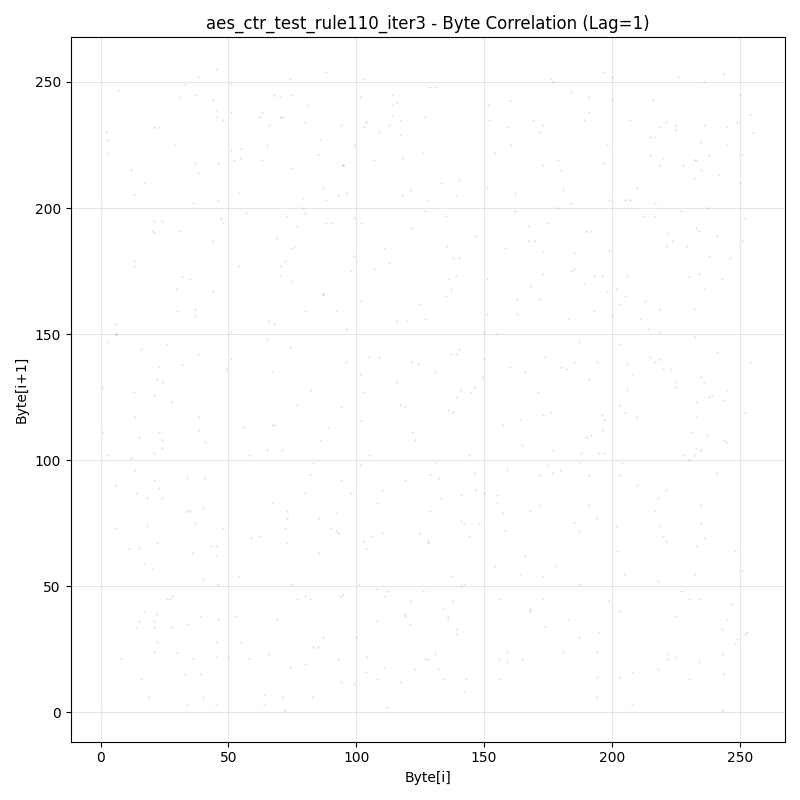 aes_ctr_test_rule110_iter3 - Byte Correlation (Lag=1)
250
200
150
100
50
0
Byte[i+1]
0 50 100 150 200 250
Byte[i]